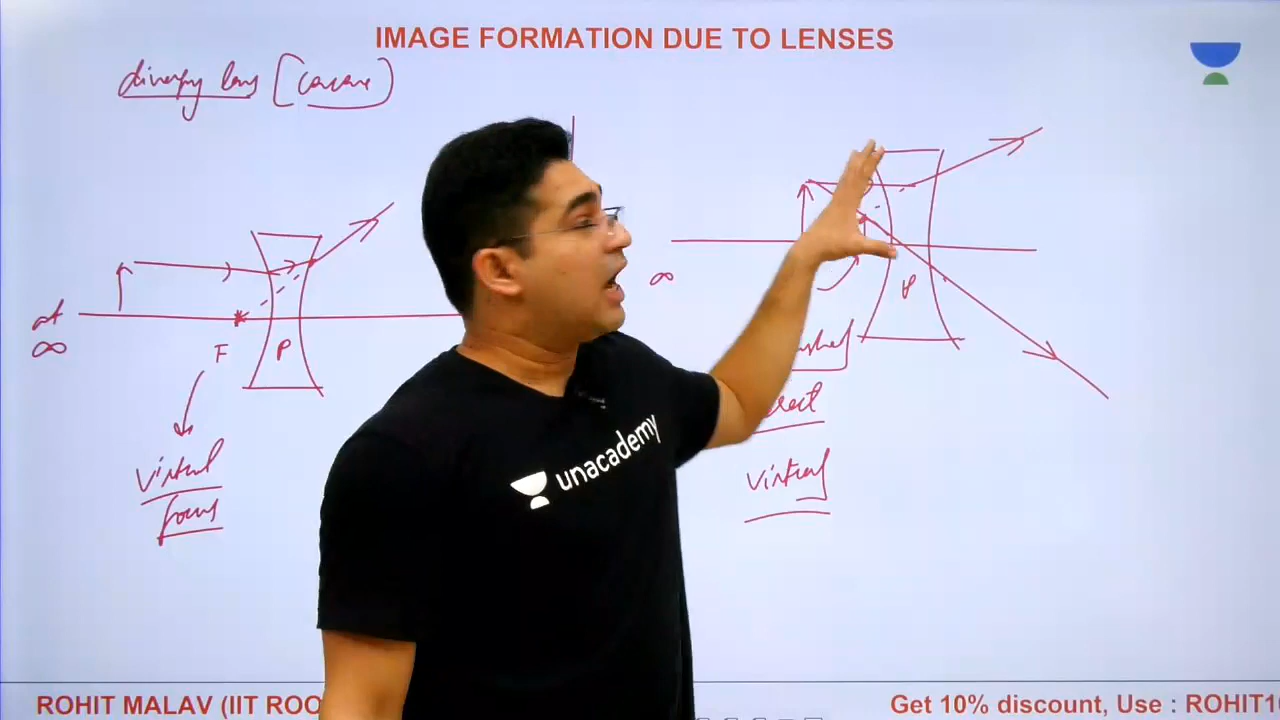 IMAGE FORMATION DUE TO LENSES
diverging lens [concave]
at
∞
F
P
virtual
focus
∞
P
virtual
unacademy
ROHIT MALAV (IIT ROO
Get 10% discount, Use : ROHIT1